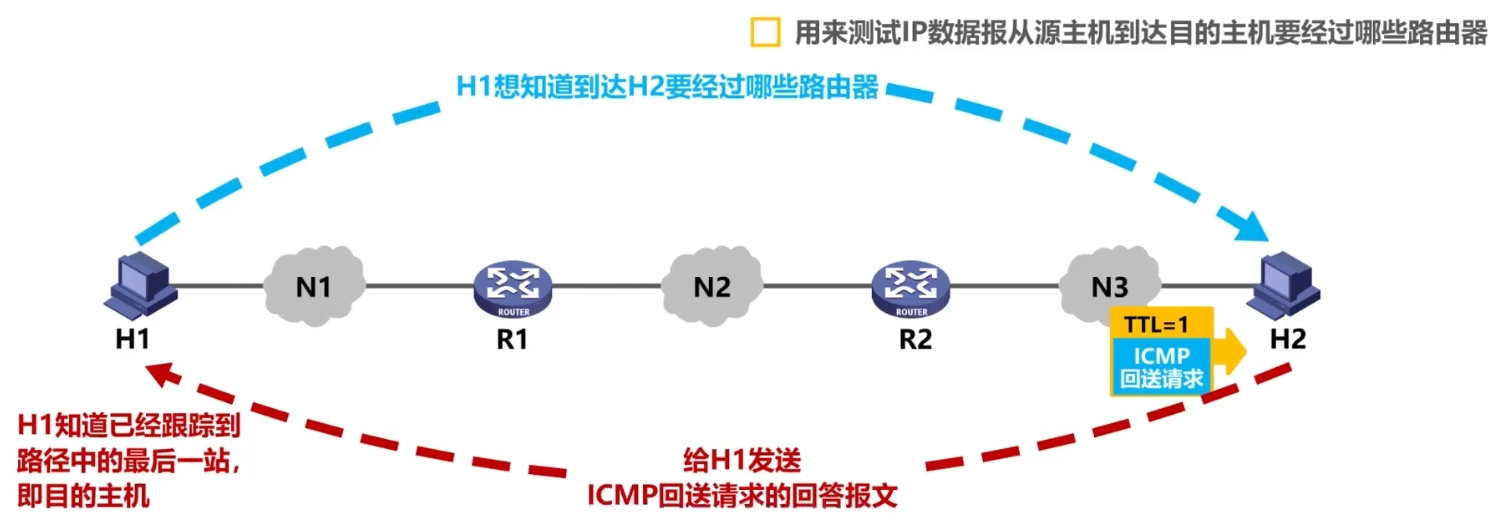 用来测试IP数据报从源主机到达目的主机要经过哪些路由器
H1想知道到达H2要经过哪些路由器
N1
N2
N3
ROUTER
ROUTER
H1
R1
R2
TTL=1
H2
ICMP
回送请求
H1知道已经跟踪到
路径中的最后一站，
即目的主机
给H1发送
ICMP回送请求的回答报文